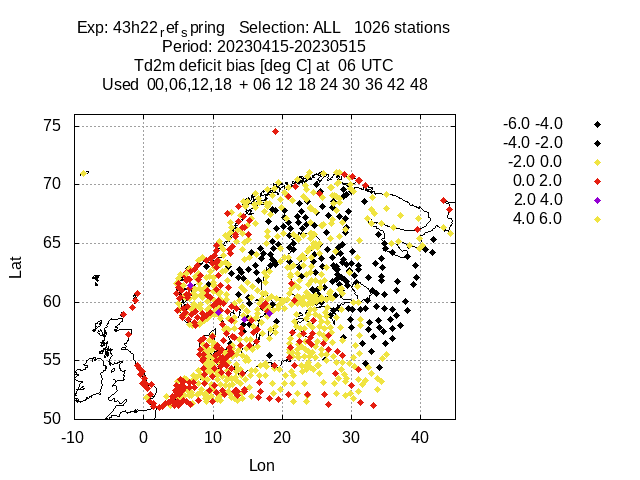 Exp: 43h22refspring   Selection: ALL   1026 stations
Period: 20230415-20230515
Td2m deficit bias [deg C] at  06 UTC
Used  00,06,12,18  + 06 12 18 24 30 36 42 48
75
70
65
60
55
50
Lat
-10 0 10 20 30 40
Lon
-6.0 -4.0
-4.0 -2.0
-2.0 0.0
0.0 2.0
2.0 4.0
4.0 6.0